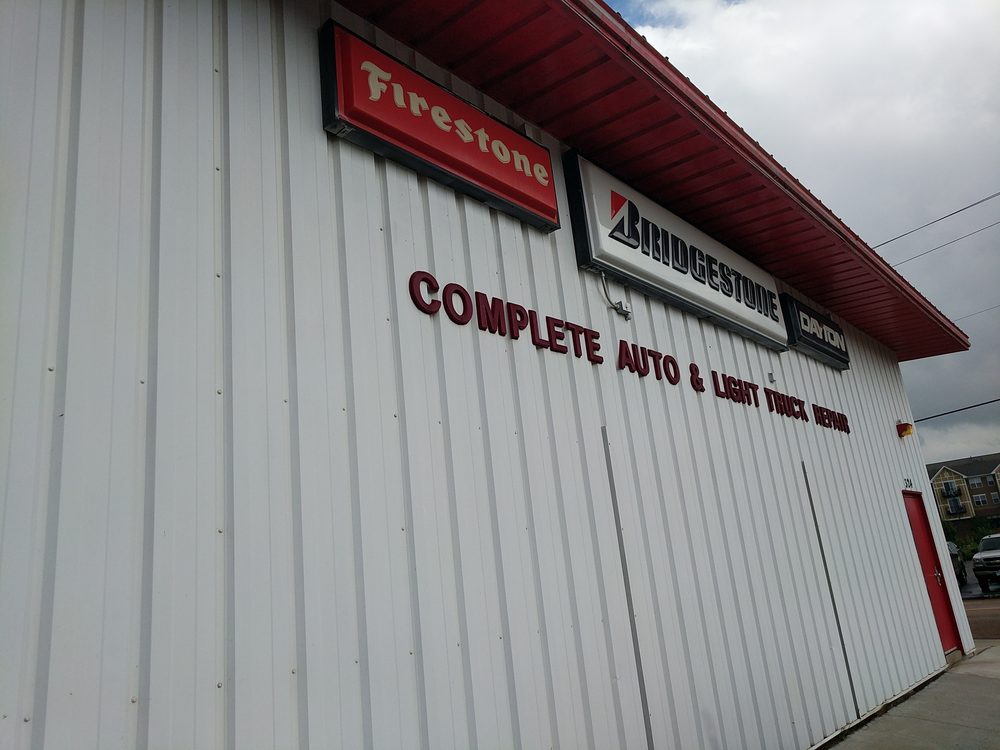 Firestone
BRIDGESTONE
DAYTON
COMPLETE AUTO & LIGHT TRUCK REPAIR